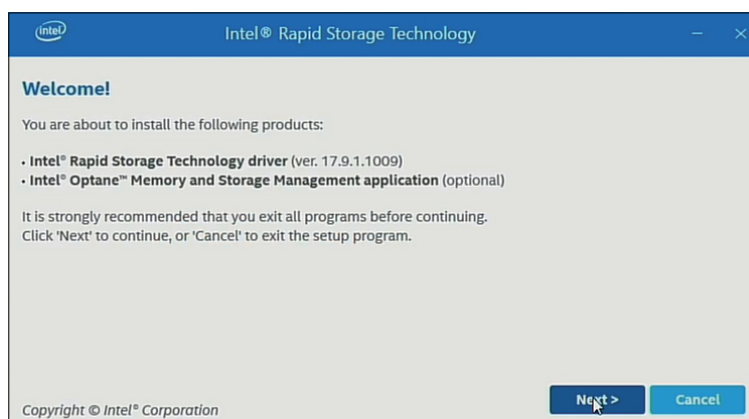 intel
Intel® Rapid Storage Technology
Welcome!
You are about to install the following products:
• Intel® Rapid Storage Technology driver (ver. 17.9.1.1009)
• Intel® Optane™ Memory and Storage Management application (optional)
It is strongly recommended that you exit all programs before continuing.
Click 'Next' to continue, or 'Cancel' to exit the setup program.
Next >
Cancel
Copyright © Intel® Corporation